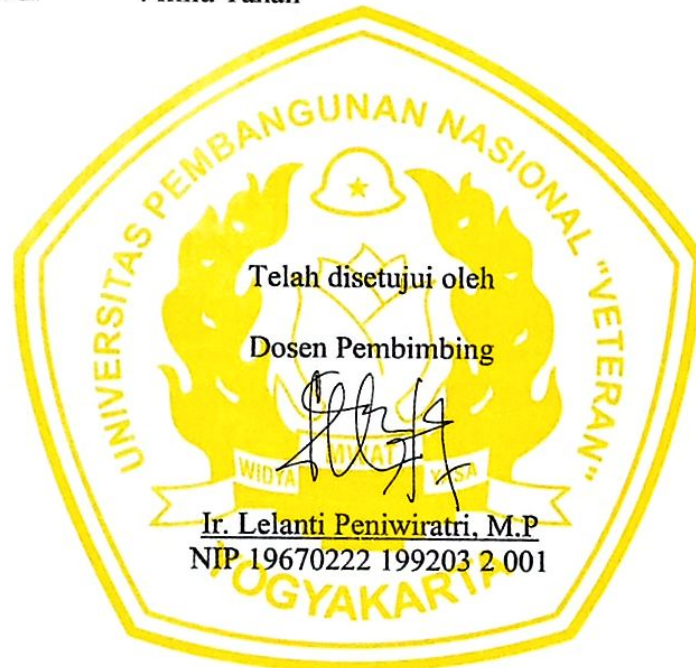 UNIVERSITAS PEMBANGUNAN NASIONAL "VETERAN"
Telah disetujui oleh
Dosen Pembimbing
WIDYA MWAT YASA
Ir. Lelanti Peniwiratri, M.P
NIP 19670222 199203 2 001
YOGYAKARTA